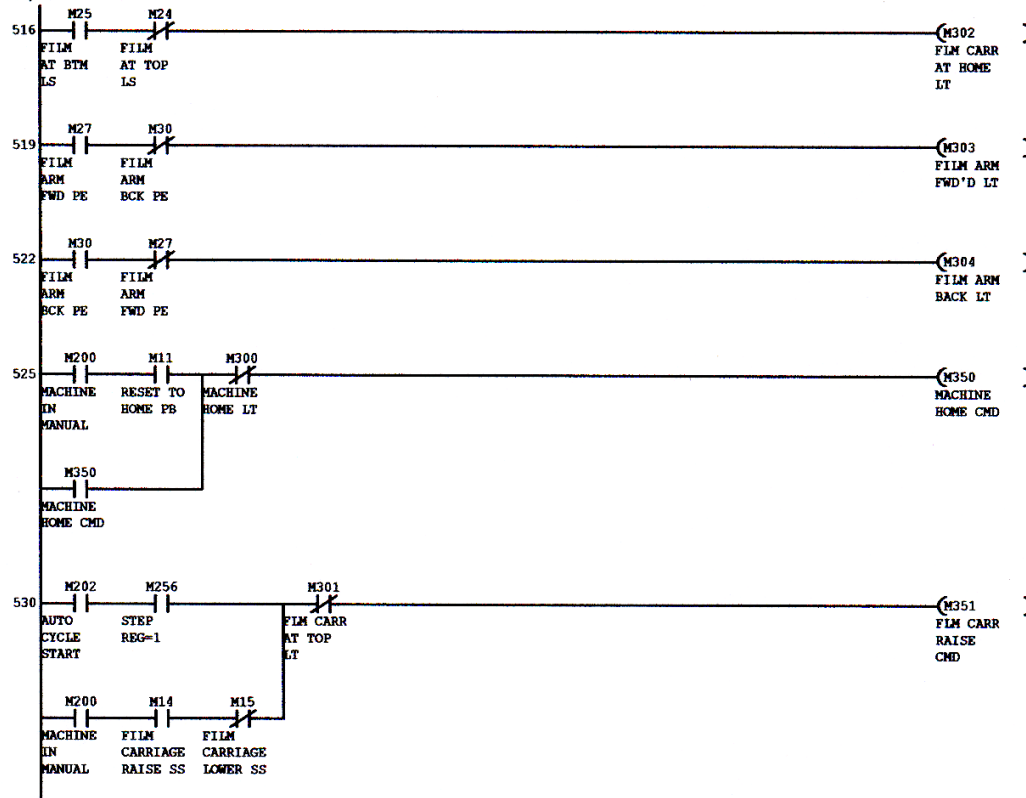 M25 M24
516 (M302
FILM FILM FLM CARR
AT BTM AT TOP AT HOME
LS LS LT
M27 M30
519 (M303
FILM FILM FILM ARM
ARM ARM FWD'D LT
FWD PE BCK PE
M30 M27
522 (M304
FILM FILM FILM ARM
ARM ARM BACK LT
BCK PE FWD PE
M200 M11 M300
525 (M350
MACHINE RESET TO MACHINE MACHINE
IN HOME PB HOME LT HOME CMD
MANUAL
M350
MACHINE
HOME CMD
M202 M256 M301
530 (M351
AUTO STEP FLM CARR FLM CARR
CYCLE REG=1 AT TOP RAISE
START LT CMD
M200 M14 M15
MACHINE FILM FILM
IN CARRIAGE CARRIAGE
MANUAL RAISE SS LOWER SS